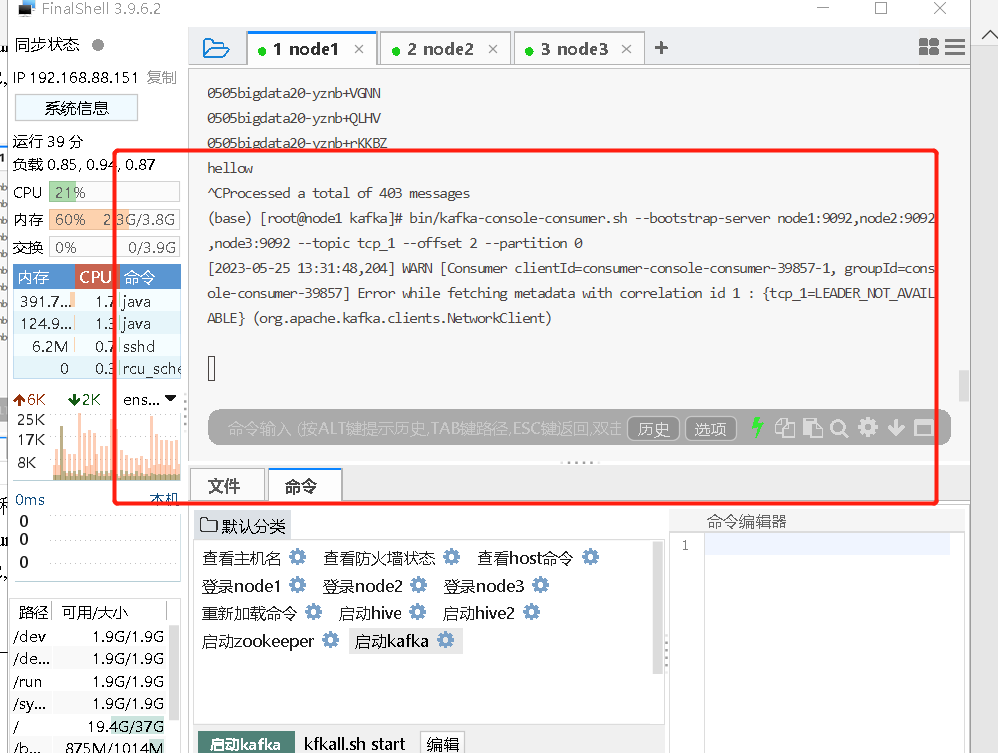 FinalShell 3.9.6.2
同步状态
IP 192.168.88.151 复制
系统信息
运行 39 分
负载 0.85, 0.94, 0.87
CPU 21%
内存 60% 2.3G/3.8G
交换 0% 0/3.9G
内存 CPU 命令
391.7... 1.7 java
124.9... 1.3 java
6.2M 0.7 sshd
0 0.3 rcu_sche
6K 2K ens...
25K
17K
8K
0ms 本机
0
0
0
路径 可用/大小
/dev 1.9G/1.9G
/de... 1.9G/1.9G
/run 1.9G/1.9G
/sy... 1.9G/1.9G
/ 19.4G/37G
/b... 875M/1014M
1 node1
2 node2
3 node3
0505bigdata20-yznb+VGNN
0505bigdata20-yznb+QLHV
0505bigdata20-yznb+rKKBZ
hellow
^CProcessed a total of 403 messages
(base) [root@node1 kafka]# bin/kafka-console-consumer.sh --bootstrap-server node1:9092,node2:9092
,node3:9092 --topic tcp_1 --offset 2 --partition 0
[2023-05-25 13:31:48,204] WARN [Consumer clientId=consumer-console-consumer-39857-1, groupId=cons
ole-consumer-39857] Error while fetching metadata with correlation id 1 : {tcp_1=LEADER_NOT_AVAIL
ABLE} (org.apache.kafka.clients.NetworkClient)
命令输入 (按ALT键提示历史,TAB键路径,ESC键返回,双击
历史
选项
文件
命令
默认分类
命令编辑器
1
查看主机名 查看防火墙状态 查看host命令
登录node1 登录node2 登录node3
重新加载命令 启动hive 启动hive2
启动zookeeper 启动kafka
启动kafka kfkall.sh start 编辑